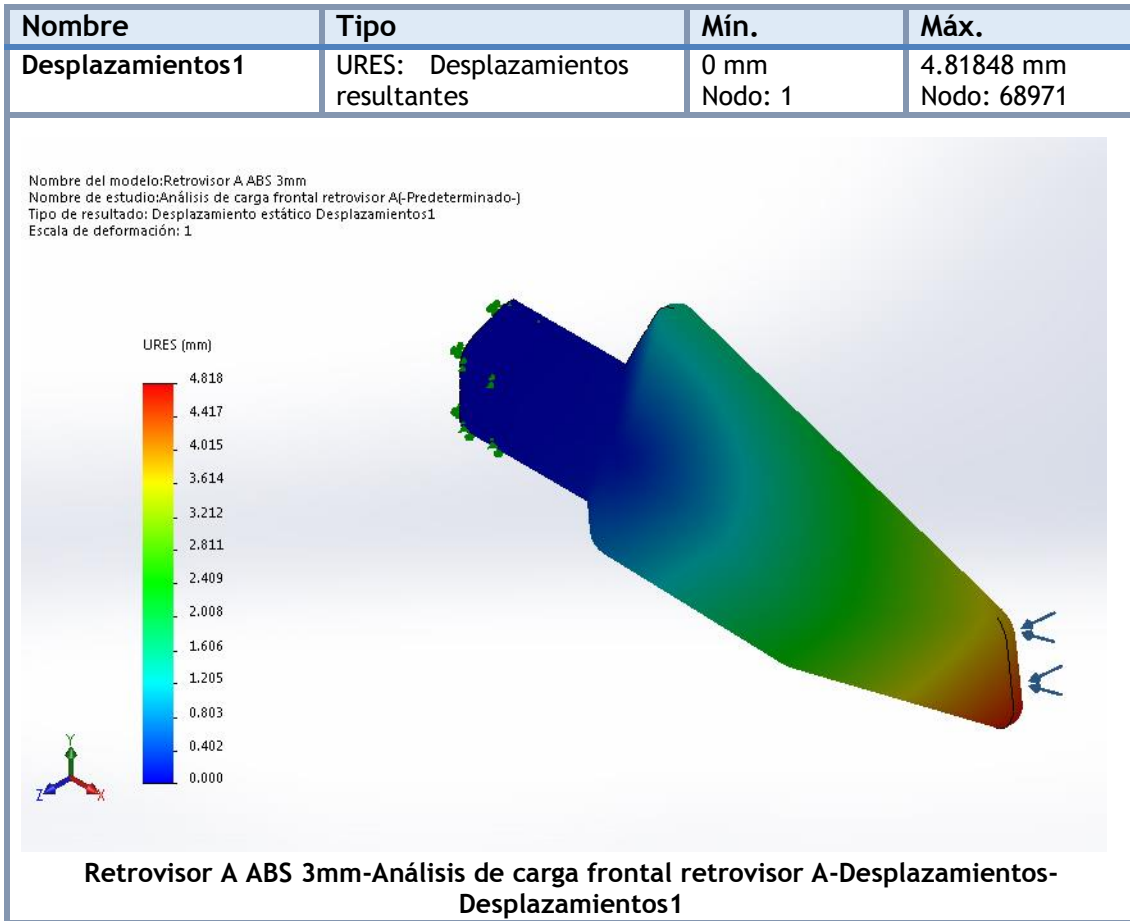 Nombre Tipo Mín. Máx.
Desplazamientos1 URES: Desplazamientos 0 mm 4.81848 mm
resultantes Nodo: 1 Nodo: 68971
Nombre del modelo:Retrovisor A ABS 3mm
Nombre de estudio:Análisis de carga frontal retrovisor A(-Predeterminado-)
Tipo de resultado: Desplazamiento estático Desplazamientos1
Escala de deformación: 1
URES (mm)
4.818
4.417
4.015
3.614
3.212
2.811
2.409
2.008
1.606
1.205
0.803
0.402
0.000
Y
Z X
Retrovisor A ABS 3mm-Análisis de carga frontal retrovisor A-Desplazamientos-
Desplazamientos1